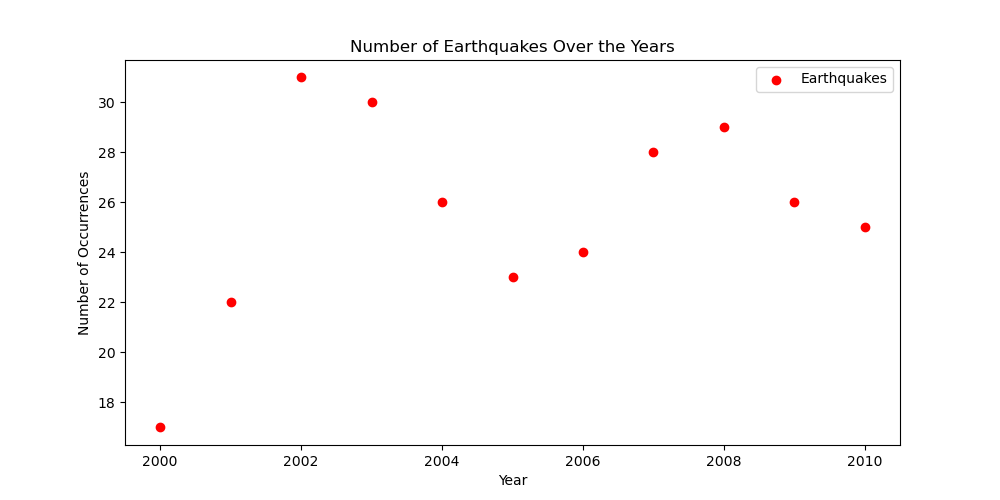 Number of Earthquakes Over the Years
Earthquakes
Number of Occurrences
30
28
26
24
22
20
18
2000 2002 2004 2006 2008 2010
Year